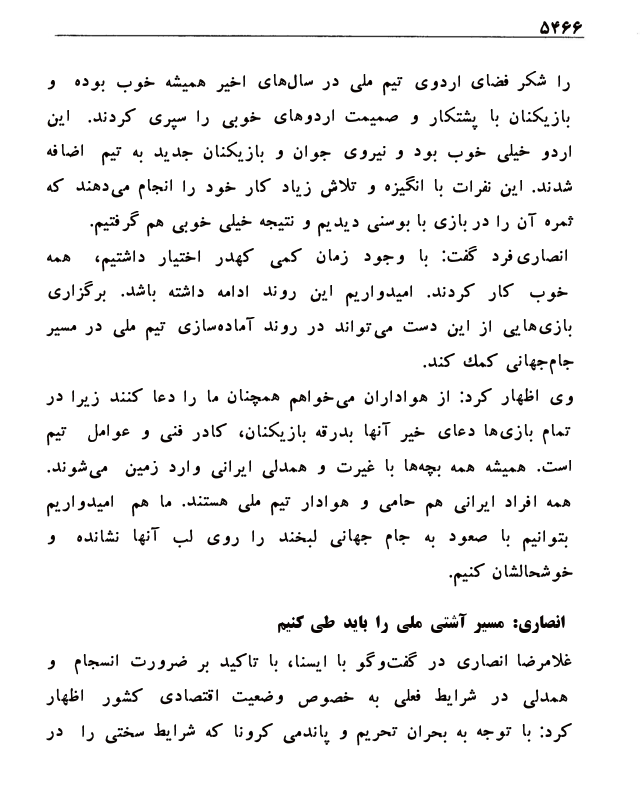 ۵۴۶۶
را شکر فضای اردوی تیم ملی در سال‌های اخیر همیشه خوب بوده و
بازیکنان با پشتکار و صمیمت اردوهای خوبی را سپری کردند. این
اردو خیلی خوب بود و نیروی جوان و بازیکنان جدید به تیم اضافه
شدند. این نفرات با انگیزه و تلاش زیاد کار خود را انجام می‌دهند که
ثمره آن را در بازی با بوسنی دیدیم و نتیجه خیلی خوبی هم گرفتیم.
انصاری‌فرد گفت: با وجود زمان کمی کهدر اختیار داشتیم، همه
خوب کار کردند. امیدواریم این روند ادامه داشته باشد. برگزاری
بازی‌هایی از این دست می‌تواند در روند آماده‌سازی تیم ملی در مسیر
جام‌جهانی کمك کند.
وی اظهار کرد: از هواداران می‌خواهم همچنان ما را دعا کنند زیرا در
تمام بازی‌ها دعای خیر آنها بدرقه بازیکنان، کادر فنی و عوامل تیم
است. همیشه همه بچه‌ها با غیرت و همدلی ایرانی وارد زمین می‌شوند.
همه افراد ایرانی هم حامی و هوادار تیم ملی هستند. ما هم امیدواریم
بتوانیم با صعود به جام جهانی لبخند را روی لب آنها نشانده و
خوشحالشان کنیم.
انصاری: مسیر آشتی ملی را باید طی کنیم
غلامرضا انصاری در گفت‌وگو با ایسنا، با تاکید بر ضرورت انسجام و
همدلی در شرایط فعلی به خصوص وضعیت اقتصادی کشور اظهار
کرد: با توجه به بحران تحریم و پاندمی کرونا که شرایط سختی را در